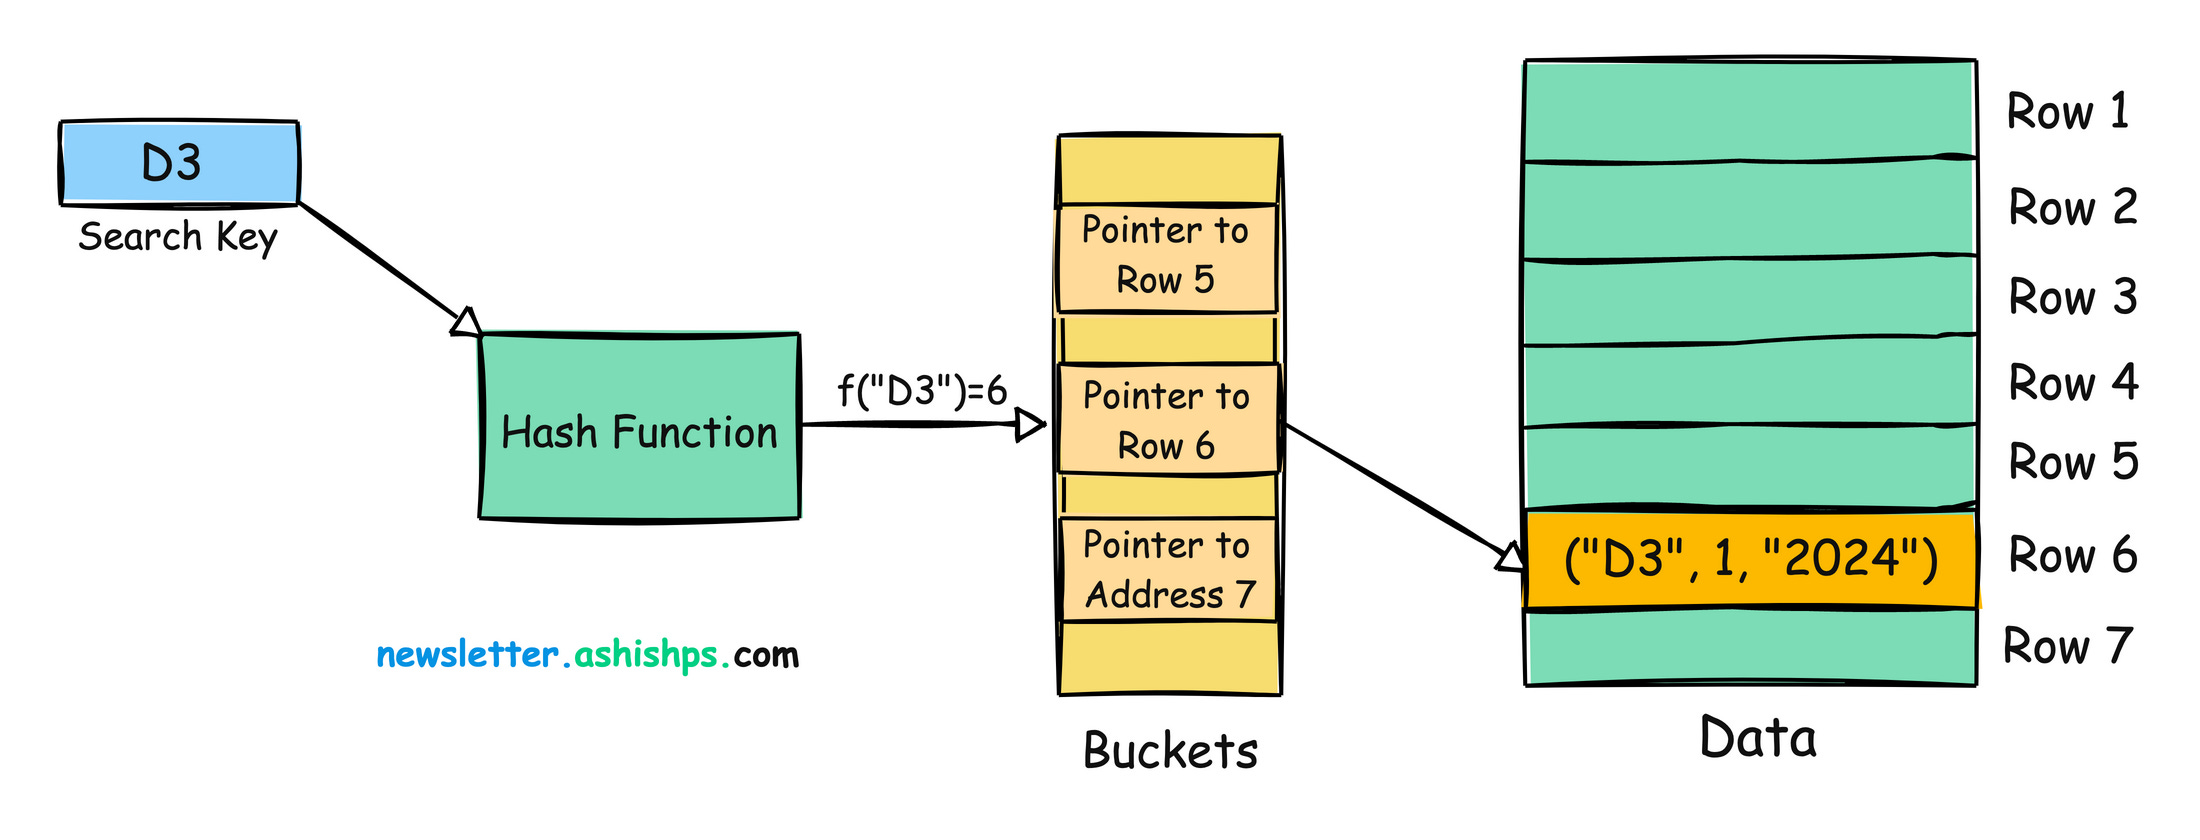 D3
Search Key
Hash Function
f("D3")=6
Pointer to
Row 5
Pointer to
Row 6
Pointer to
Address 7
Buckets
("D3", 1, "2024")
Row 1
Row 2
Row 3
Row 4
Row 5
Row 6
Row 7
Data
newsletter.ashishps.com